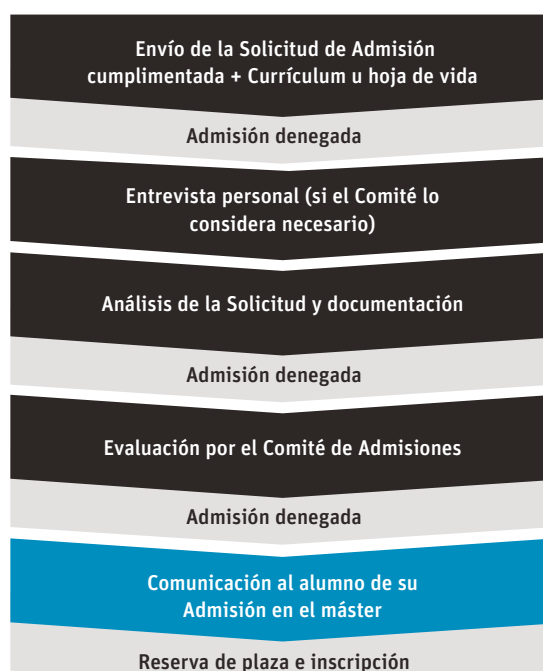 Envío de la Solicitud de Admisión
cumplimentada + Currículum u hoja de vida
Admisión denegada
Entrevista personal (si el Comité lo
considera necesario)
Análisis de la Solicitud y documentación
Admisión denegada
Evaluación por el Comité de Admisiones
Admisión denegada
Comunicación al alumno de su
Admisión en el máster
Reserva de plaza e inscripción